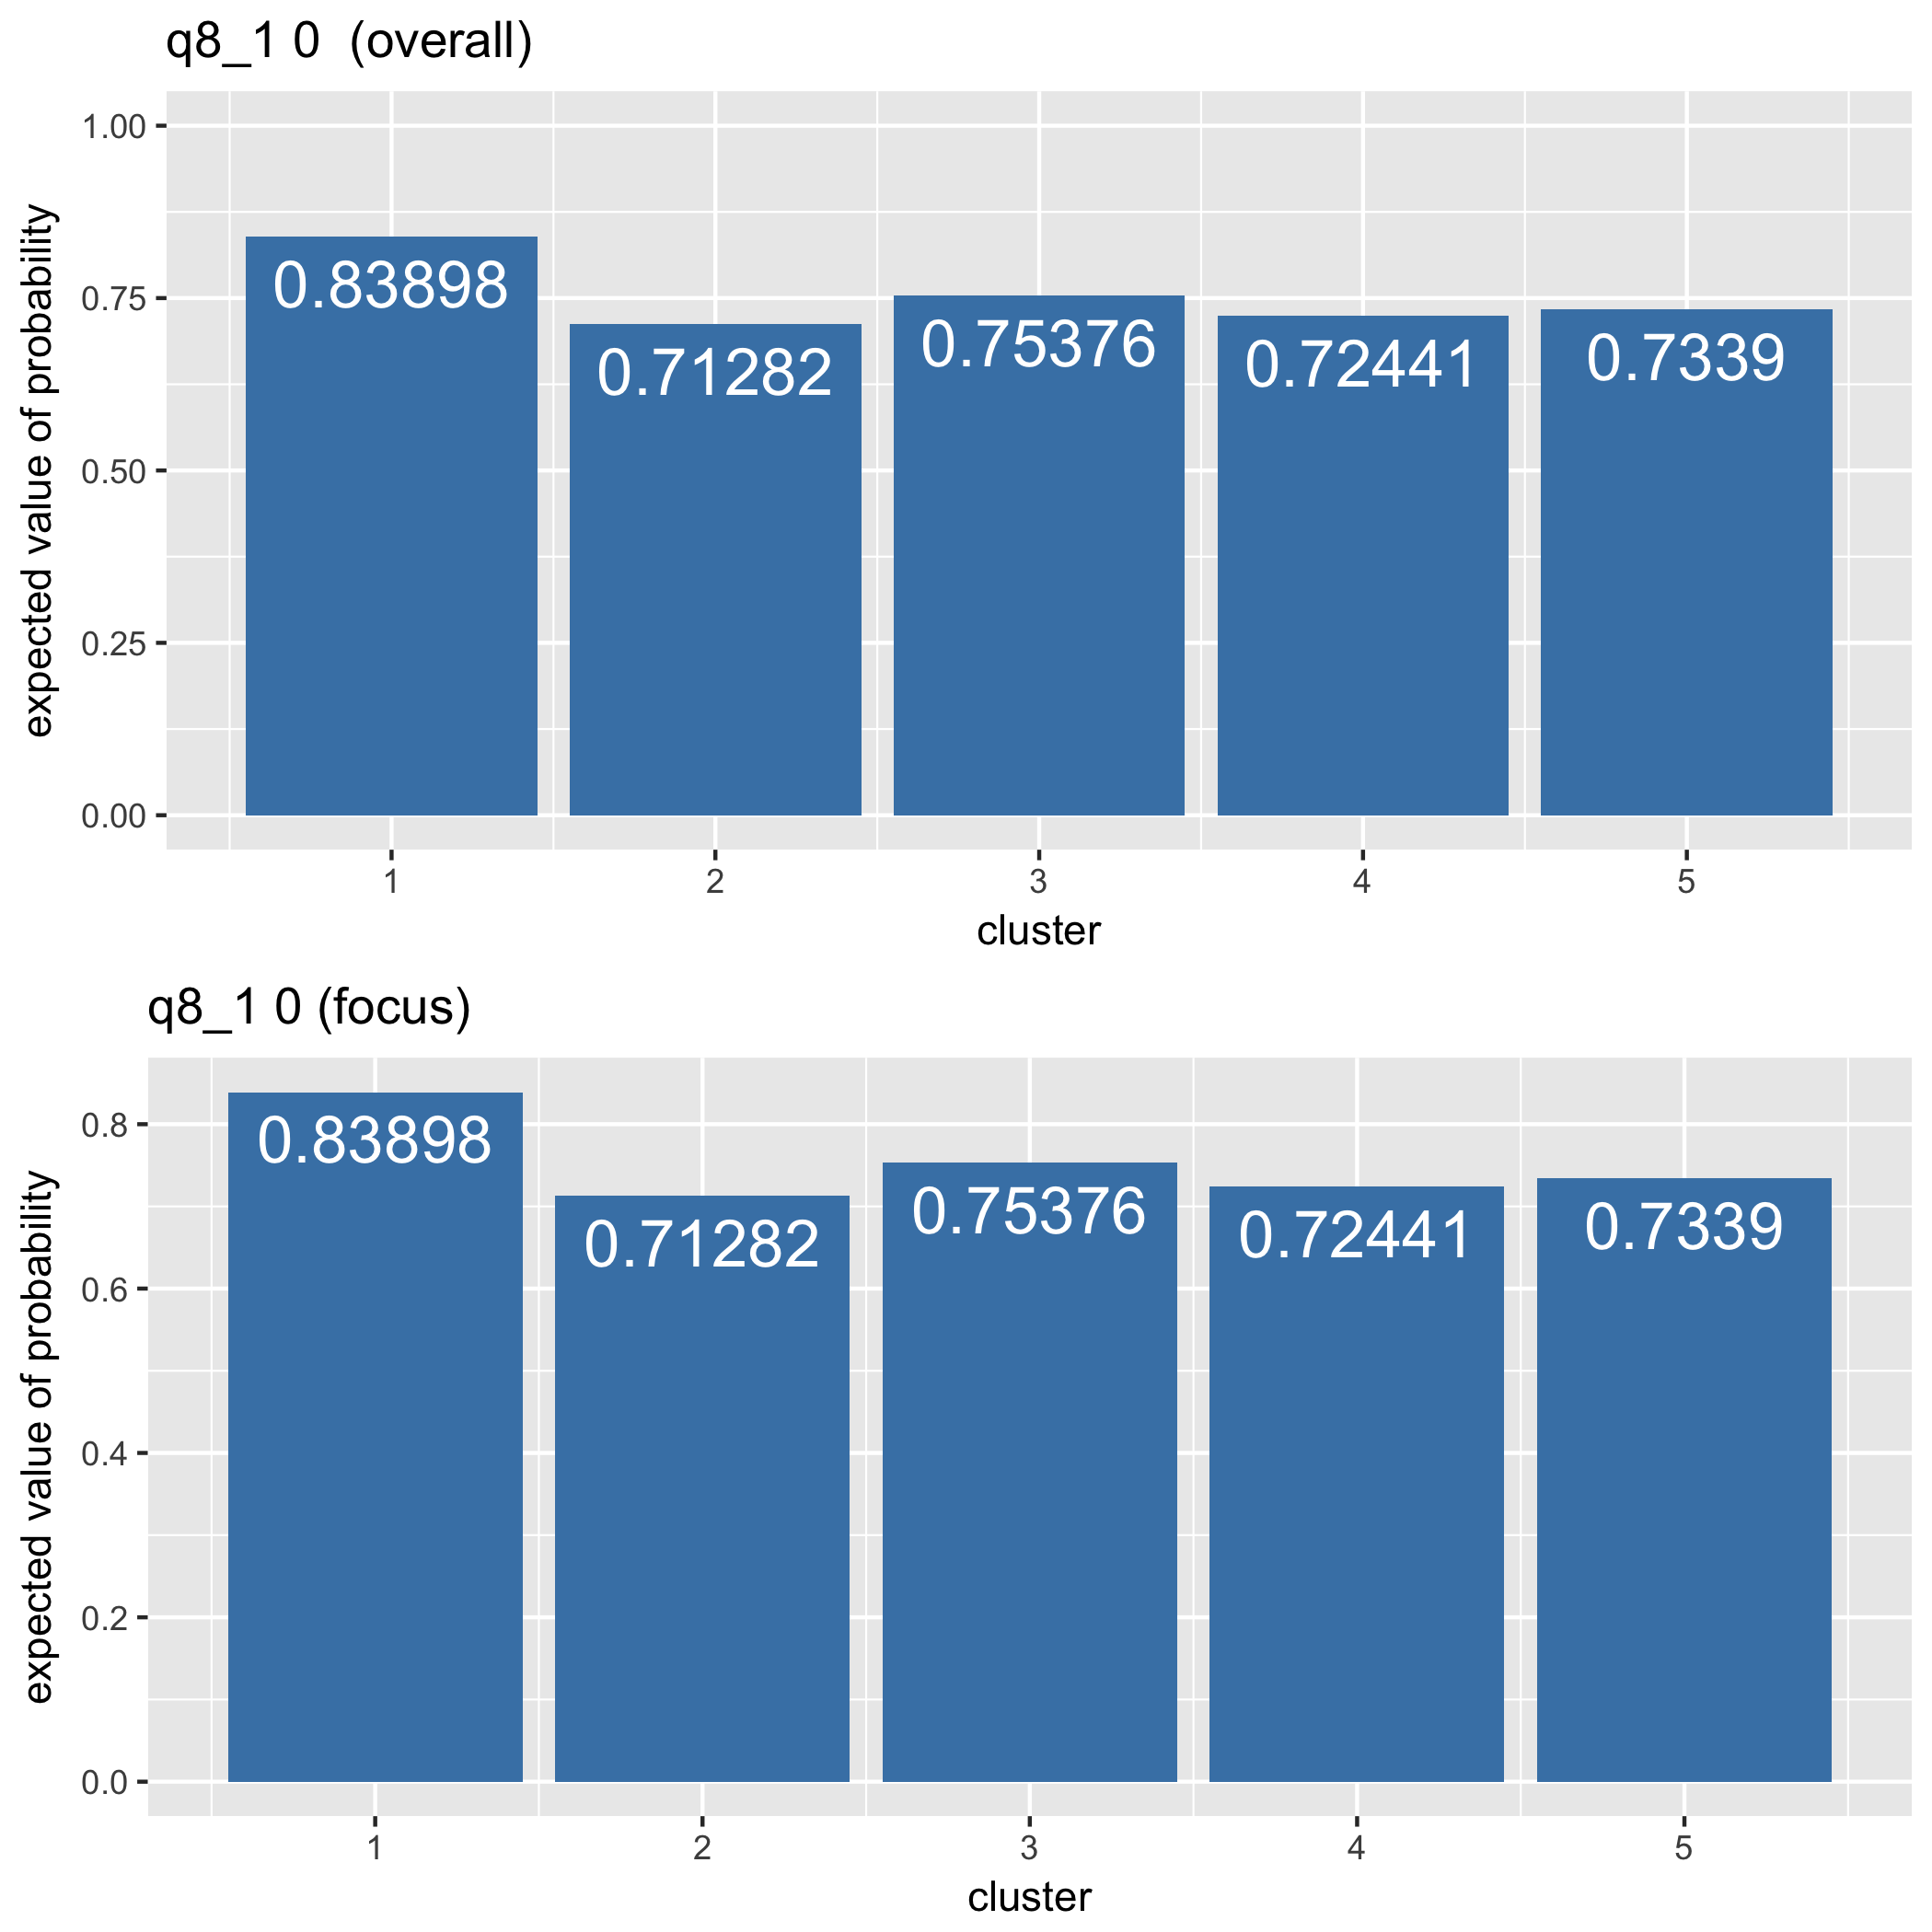 q8_1 0  (overall)
expected value of probability
1.00
0.75
0.50
0.25
0.00
0.83898
0.71282
0.75376
0.72441
0.7339
1 2 3 4 5
cluster
q8_1 0 (focus)
expected value of probability
0.8
0.6
0.4
0.2
0.0
0.83898
0.71282
0.75376
0.72441
0.7339
1 2 3 4 5
cluster